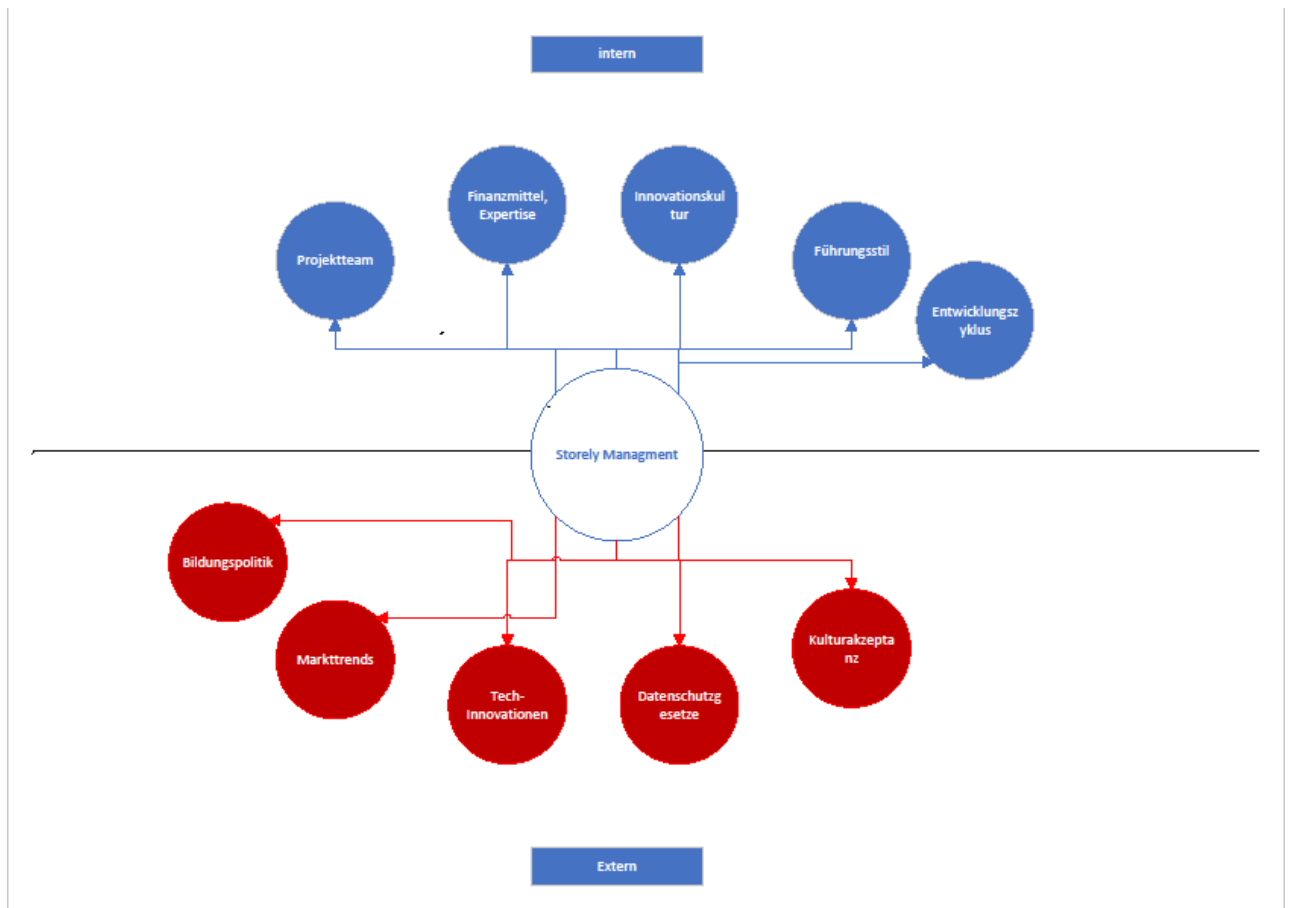 intern
Finanzmittel,
Expertise
Innovationskul
tur
Projektteam
Führungsstil
Entwicklungsz
yklus
Storely Managment
Bildungspolitik
Markttrends
Tech-
Innovationen
Datenschutzg
esetze
Kulturakzepta
nz
Extern